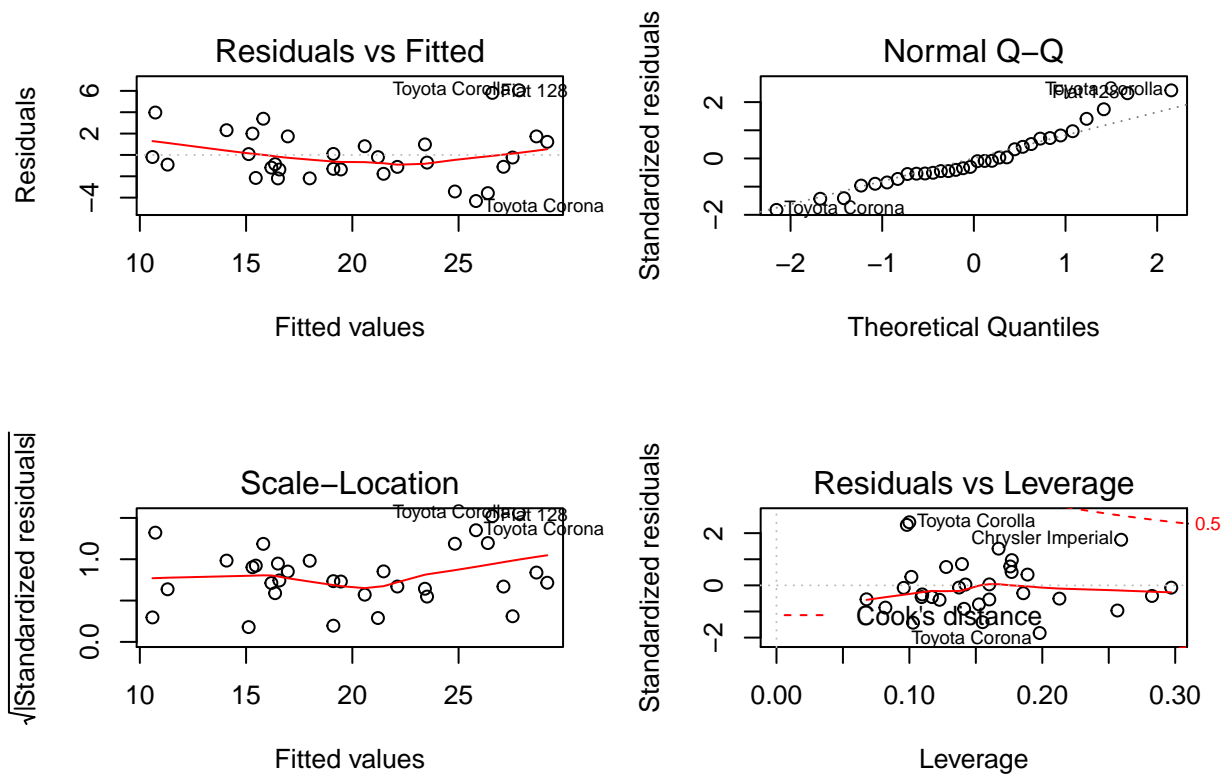 Residuals vs Fitted
Residuals
6
2
−4
Toyota Corolla
Fiat 128
Toyota Corona
10 15 20 25
Fitted values
Normal Q−Q
Standardized residuals
2
0
−2
Toyota Corolla
Fiat 128
Toyota Corona
−2 −1 0 1 2
Theoretical Quantiles
Scale−Location
√|Standardized residuals|
1.0
0.0
Toyota Corolla
Fiat 128
Toyota Corona
10 15 20 25
Fitted values
Residuals vs Leverage
Standardized residuals
2
0
−2
Toyota Corolla
Chrysler Imperial
0.5
Cook's distance
Toyota Corona
0.00 0.10 0.20 0.30
Leverage